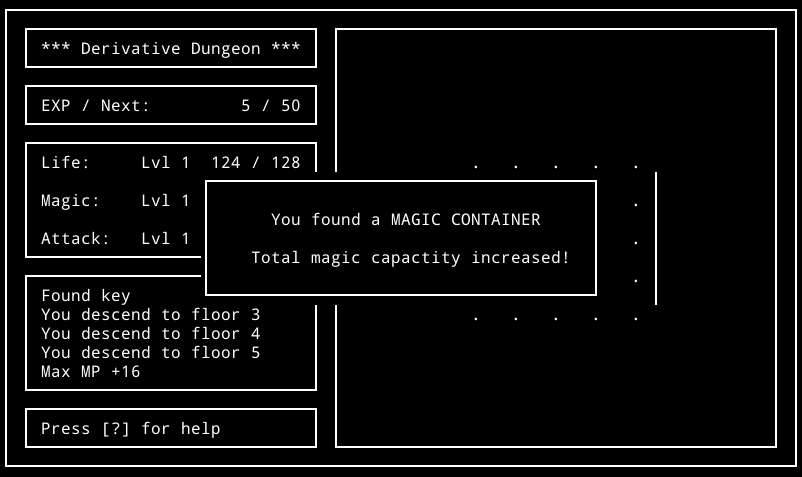 *** Derivative Dungeon ***
EXP / Next: 5 / 50
Life: Lvl 1 124 / 128
Magic: Lvl 1
Attack: Lvl 1
You found a MAGIC CONTAINER
Total magic capactity increased!
Found key
You descend to floor 3
You descend to floor 4
You descend to floor 5
Max MP +16
Press [?] for help